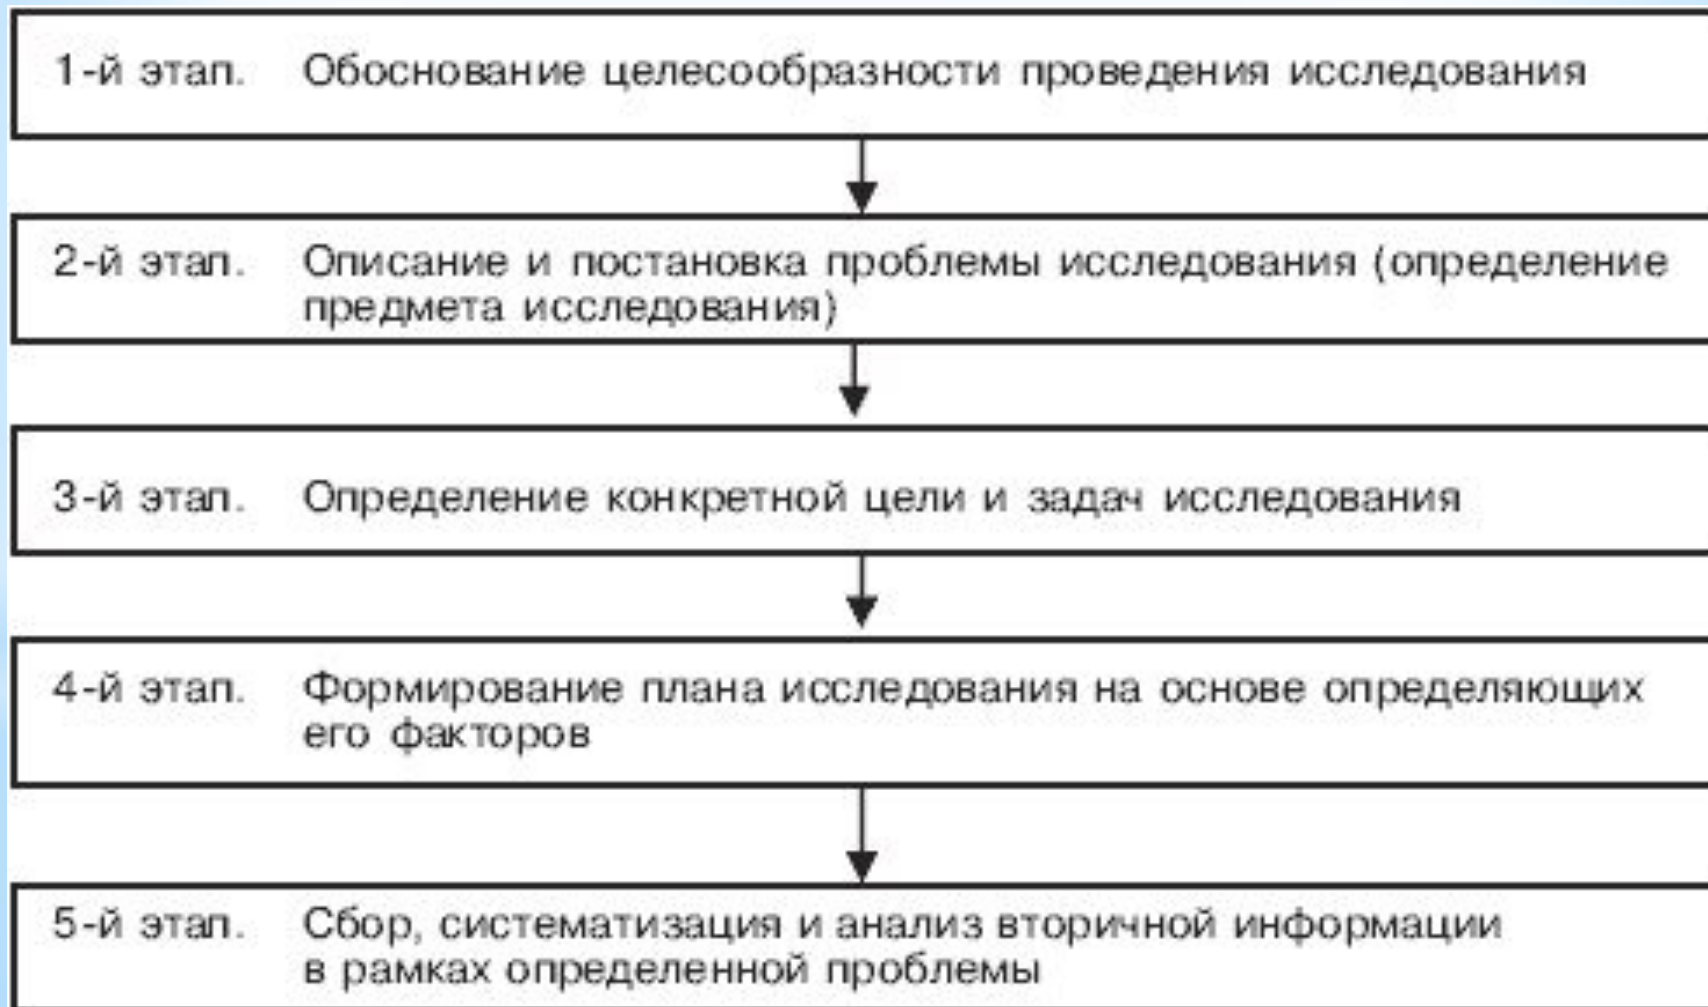 1-й этап. Обоснование целесообразности проведения исследования
2-й этап. Описание и постановка проблемы исследования (определение
предмета исследования)
3-й этап. Определение конкретной цели и задач исследования
4-й этап. Формирование плана исследования на основе определяющих
его факторов
5-й этап. Сбор, систематизация и анализ вторичной информации
в рамках определенной проблемы